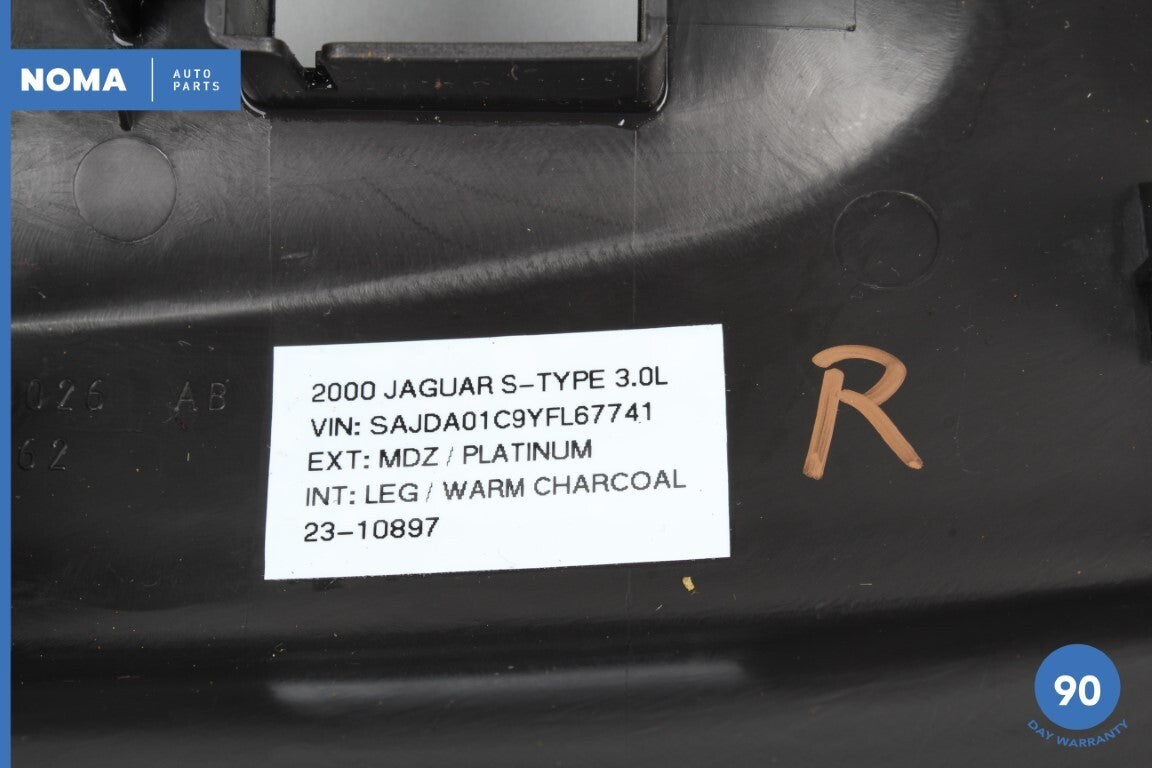 NOMA AUTO PARTS
2000 JAGUAR S-TYPE 3.0L
VIN: SAJDA01C9YFL67741
EXT: MDZ / PLATINUM
INT: LEG / WARM CHARCOAL
23-10897
R
026 AB
62
90
DAY WARRANTY